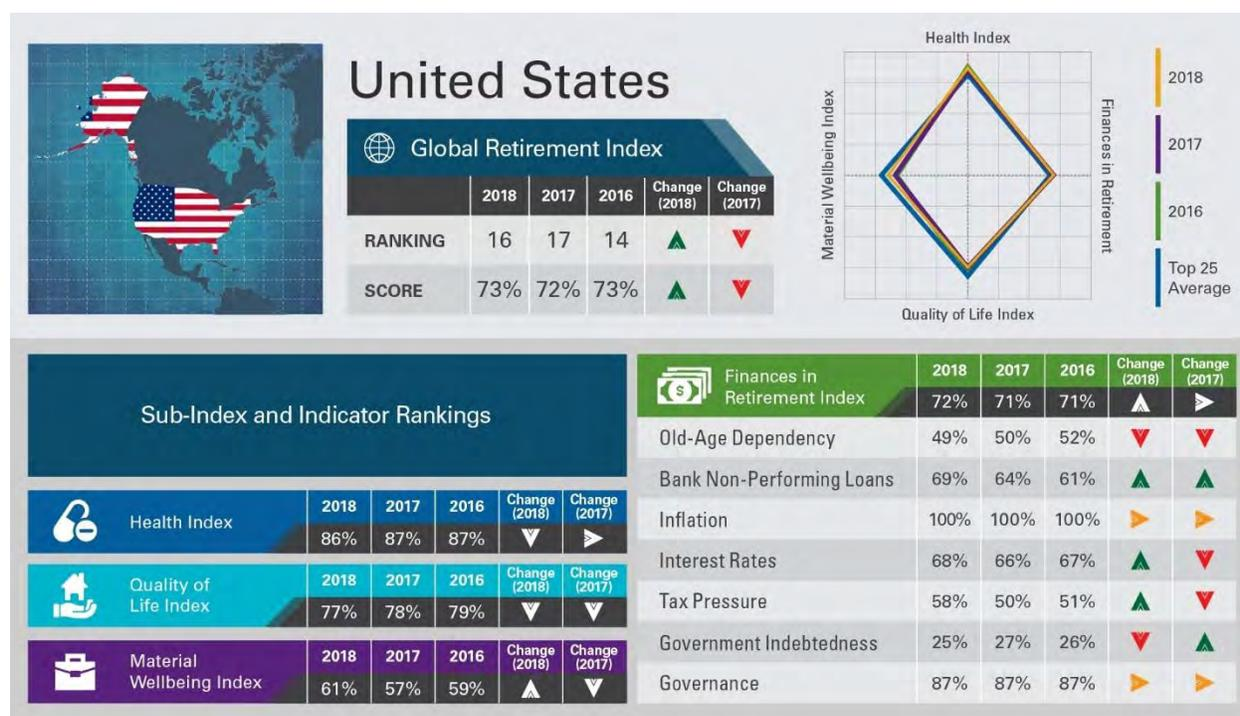 United States
Global Retirement Index
2018 2017 2016 Change (2018) Change (2017)
RANKING 16 17 14
SCORE 73% 72% 73%
Health Index
Material Wellbeing Index
Finances in Retirement
Quality of Life Index
2018
2017
2016
Top 25
Average
Sub-Index and Indicator Rankings
Health Index
2018 2017 2016 Change (2018) Change (2017)
86% 87% 87%
Quality of
Life Index
2018 2017 2016 Change (2018) Change (2017)
77% 78% 79%
Material
Wellbeing Index
2018 2017 2016 Change (2018) Change (2017)
61% 57% 59%
Finances in
Retirement Index
2018 2017 2016 Change (2018) Change (2017)
72% 71% 71%
Old-Age Dependency 49% 50% 52%
Bank Non-Performing Loans 69% 64% 61%
Inflation 100% 100% 100%
Interest Rates 68% 66% 67%
Tax Pressure 58% 50% 51%
Government Indebtedness 25% 27% 26%
Governance 87% 87% 87%